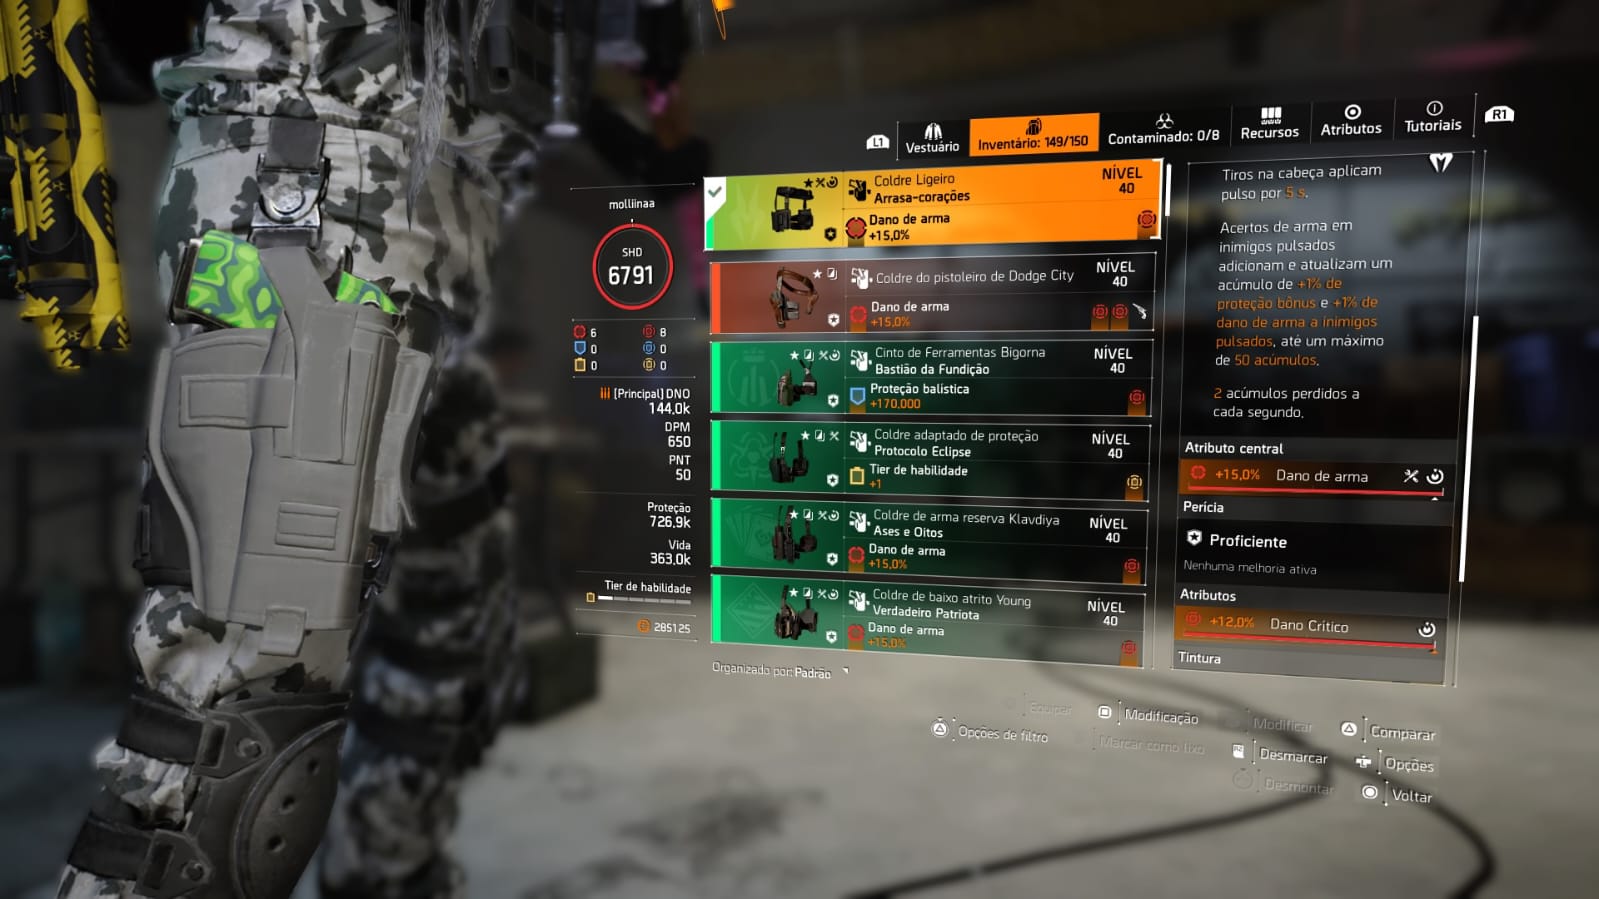 L1
Vestuário
Inventário: 149/150
Contaminado: 0/8
Recursos
Atributos
Tutoriais
R1
molliinaa
SHD
6791
6
8
0
0
0
0
[Principal] DNO
144,0k
DPM
650
PNT
50
Proteção
726,9k
Vida
363,0k
Tier de habilidade
285125
Coldre Ligeiro
Arrasa-corações
NÍVEL
40
Dano de arma
+15,0%
Coldre do pistoleiro de Dodge City
NÍVEL
40
Dano de arma
+15,0%
Cinto de Ferramentas Bigorna
Bastião da Fundição
NÍVEL
40
Proteção balística
+170,000
Coldre adaptado de proteção
Protocolo Eclipse
NÍVEL
40
Tier de habilidade
+1
Coldre de arma reserva Klavdiya
Ases e Oitos
NÍVEL
40
Dano de arma
+15,0%
Coldre de baixo atrito Young
Verdadeiro Patriota
NÍVEL
40
Dano de arma
+15,0%
Organizado por: Padrão
Tiros na cabeça aplicam
pulso por 5 s.
Acertos de arma em
inimigos pulsados
adicionam e atualizam um
acúmulo de +1% de
proteção bônus e +1% de
dano de arma a inimigos
pulsados, até um máximo
de 50 acúmulos.
2 acúmulos perdidos a
cada segundo.
Atributo central
+15,0% Dano de arma
Perícia
Proficiente
Nenhuma melhoria ativa
Atributos
+12,0% Dano Crítico
Tintura
Equipar
Modificação
Modificar
Comparar
Opções de filtro
Marcar como lixo
R2
Desmarcar
Opções
Desmontar
Voltar